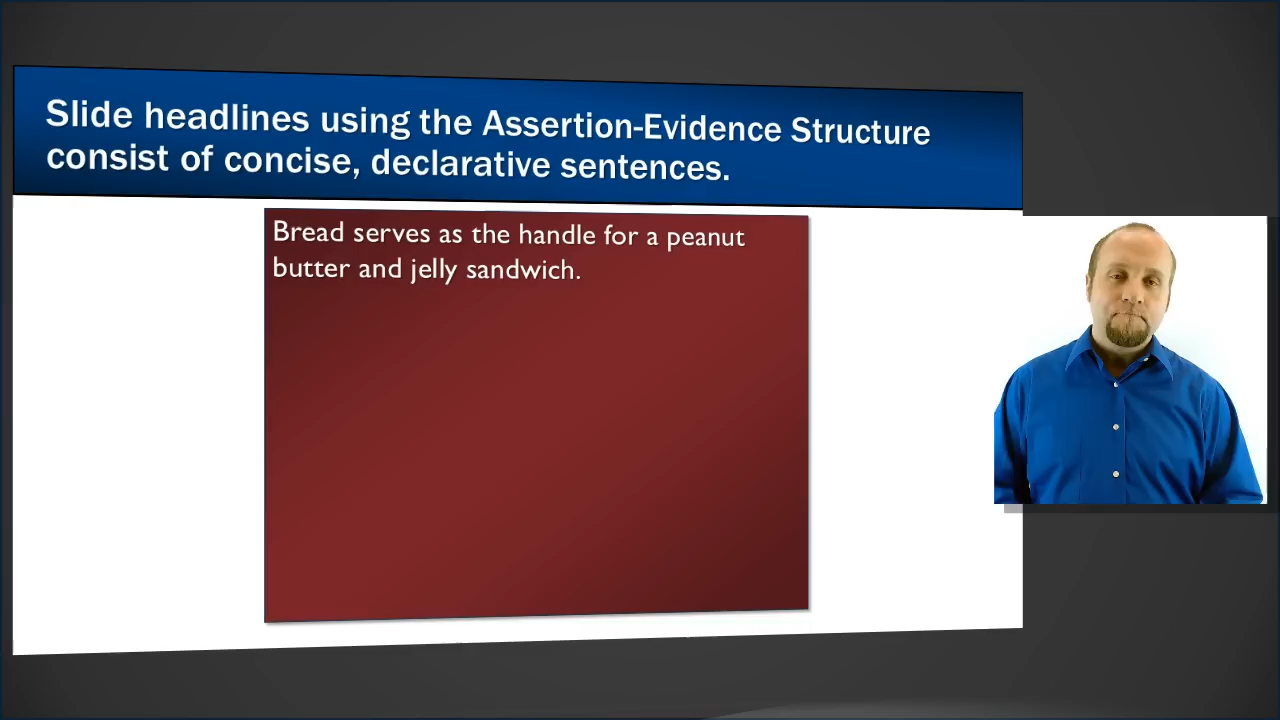 Slide headlines using the Assertion-Evidence Structure
consist of concise, declarative sentences.
Bread serves as the handle for a peanut
butter and jelly sandwich.